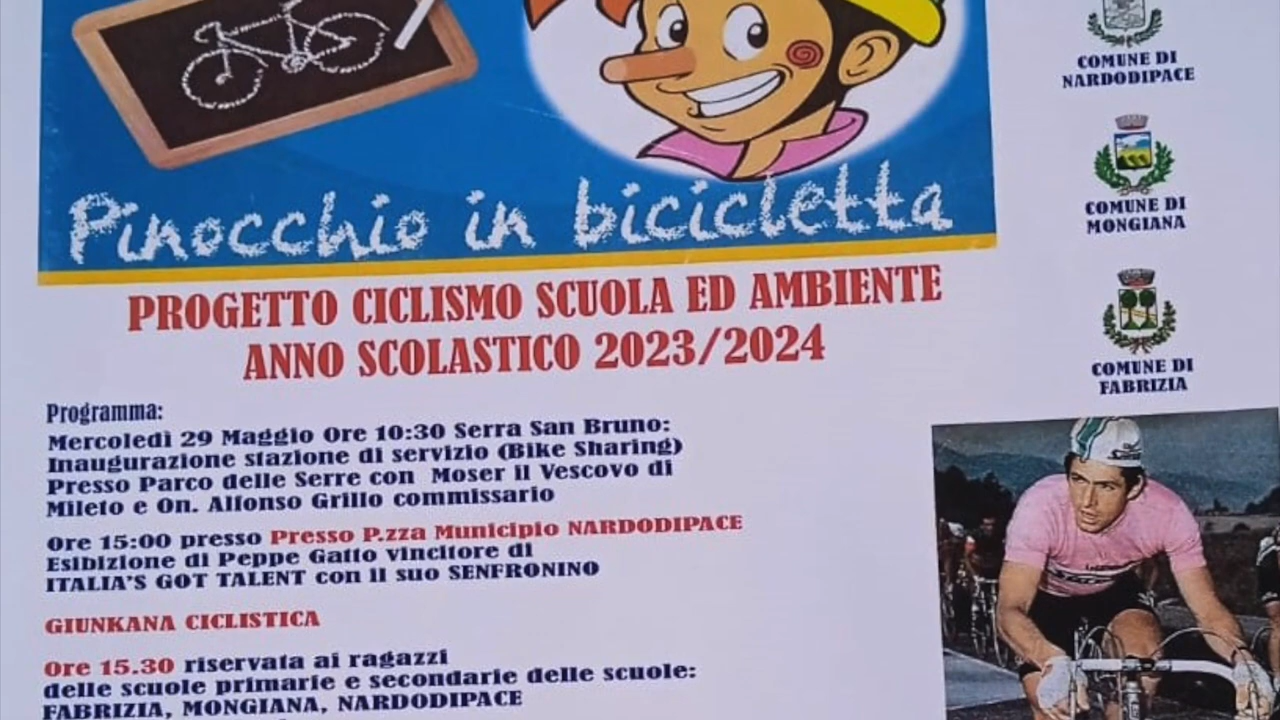 COMUNE DI
NARDODIPACE
COMUNE DI
MONGIANA
COMUNE DI
FABRIZIA
Pinocchio in bicicletta
PROGETTO CICLISMO SCUOLA ED AMBIENTE
ANNO SCOLASTICO 2023/2024
Programma:
Mercoledì 29 Maggio Ore 10:30 Serra San Bruno:
Inaugurazione stazione di servizio (Bike Sharing)
Presso Parco delle Serre con Moser il Vescovo di
Mileto e On. Alfonso Grillo commissario
Ore 15:00 presso Presso P.zza Municipio NARDODIPACE
Esibizione di Peppe Gatto vincitore di
ITALIA'S GOT TALENT con il suo SENFRONINO
GIUNKANA CICLISTICA
Ore 15.30 riservata ai ragazzi
delle scuole primarie e secondarie delle scuole:
FABRIZIA, MONGIANA, NARDODIPACE